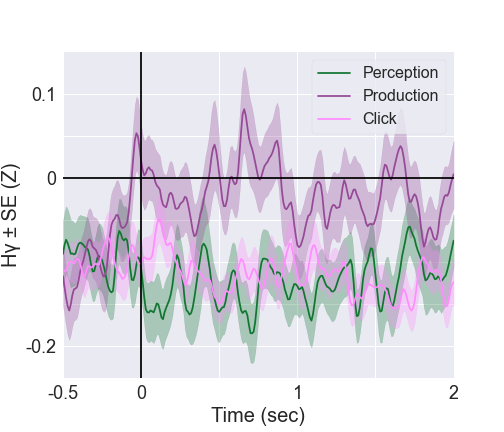 Hγ ± SE (Z)
0.1
0
-0.2
Perception
Production
Click
-0.5
0
1
2
Time (sec)